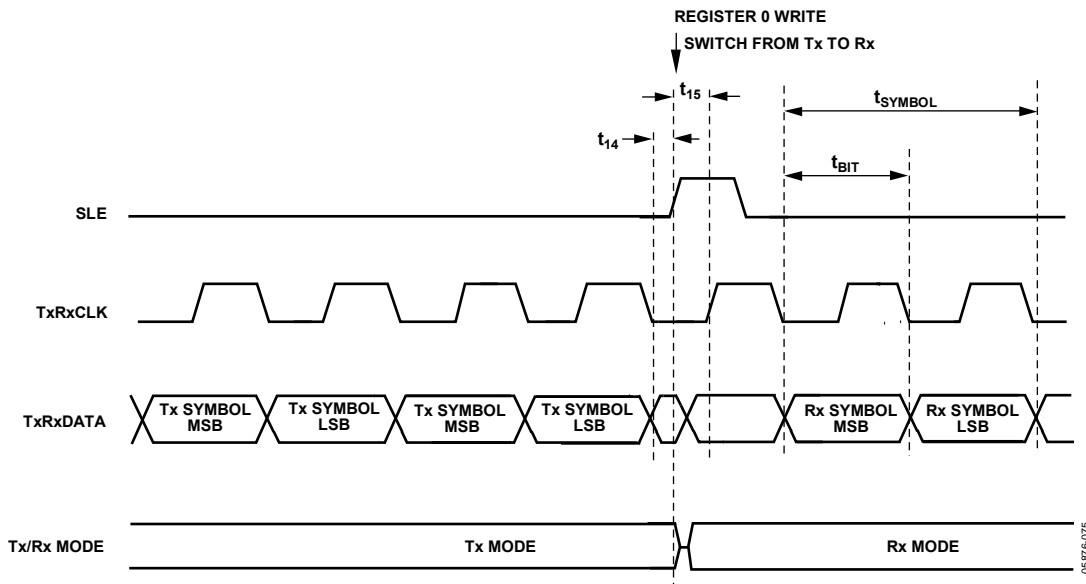 REGISTER 0 WRITE
SWITCH FROM Tx TO Rx
t15
tSYMBOL
t14
tBIT
SLE
TxRxCLK
TxRxDATA
Tx SYMBOL
MSB
Tx SYMBOL
LSB
Tx SYMBOL
MSB
Tx SYMBOL
LSB
Rx SYMBOL
MSB
Rx SYMBOL
LSB
Tx/Rx MODE
Tx MODE
Rx MODE
05876-076